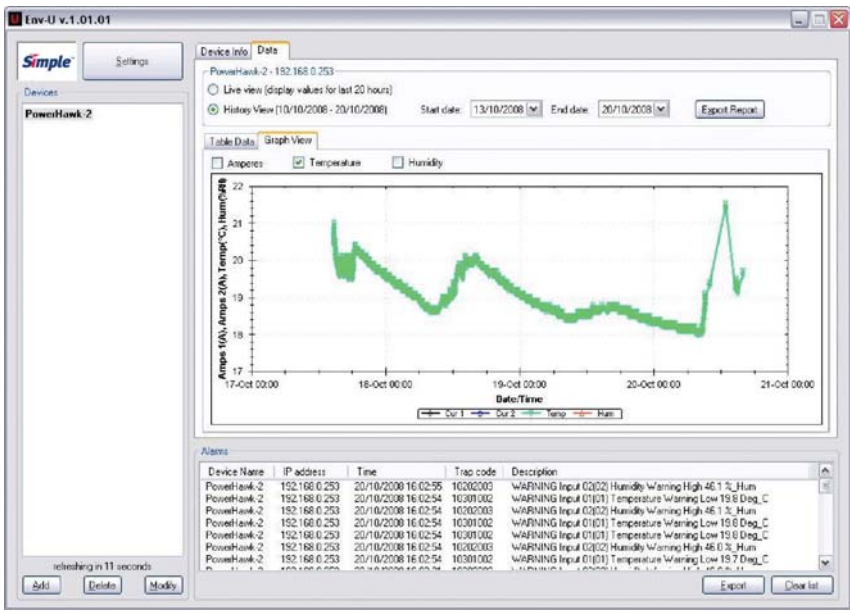 Env-U v.1.01.01
Simple
Settings
Devices
PowerHawk-2
refreshing in 11 seconds
Add Delete Modify
Device Info Data
PowerHawk-2 - 192.168.0.253
Live view (display values for last 20 hours)
History View (10/10/2008 - 20/10/2008) Start date: 13/10/2008 End date: 20/10/2008 Export Report
Table Data Graph View
Amperes Temperature Humidity
Amps 1(A), Amps 2(A), Temp(°C), Hum(%RH)
22
21
20
19
18
17
17-Oct 00:00 18-Oct 00:00 19-Oct 00:00 20-Oct 00:00 21-Oct 00:00
Date/Time
Cur 1 Cur 2 Temp Hum
Alarms
Device Name IP address Time Trap code Description
PowerHawk-2 192.168.0.253 20/10/2008 16:02:55 10202003 WARNING Input 02(02) Humidity Warning High 46.1 %_Hum
PowerHawk-2 192.168.0.253 20/10/2008 16:02:54 10301002 WARNING Input 01(01) Temperature Warning Low 19.8 Deg_C
PowerHawk-2 192.168.0.253 20/10/2008 16:02:54 10202003 WARNING Input 02(02) Humidity Warning High 46.1 %_Hum
PowerHawk-2 192.168.0.253 20/10/2008 16:02:54 10301002 WARNING Input 01(01) Temperature Warning Low 19.8 Deg_C
PowerHawk-2 192.168.0.253 20/10/2008 16:02:54 10301002 WARNING Input 01(01) Temperature Warning Low 19.8 Deg_C
PowerHawk-2 192.168.0.253 20/10/2008 16:02:54 10202003 WARNING Input 02(02) Humidity Warning High 46.0 %_Hum
PowerHawk-2 192.168.0.253 20/10/2008 16:02:54 10301002 WARNING Input 01(01) Temperature Warning Low 19.7 Deg_C
Export Clear list